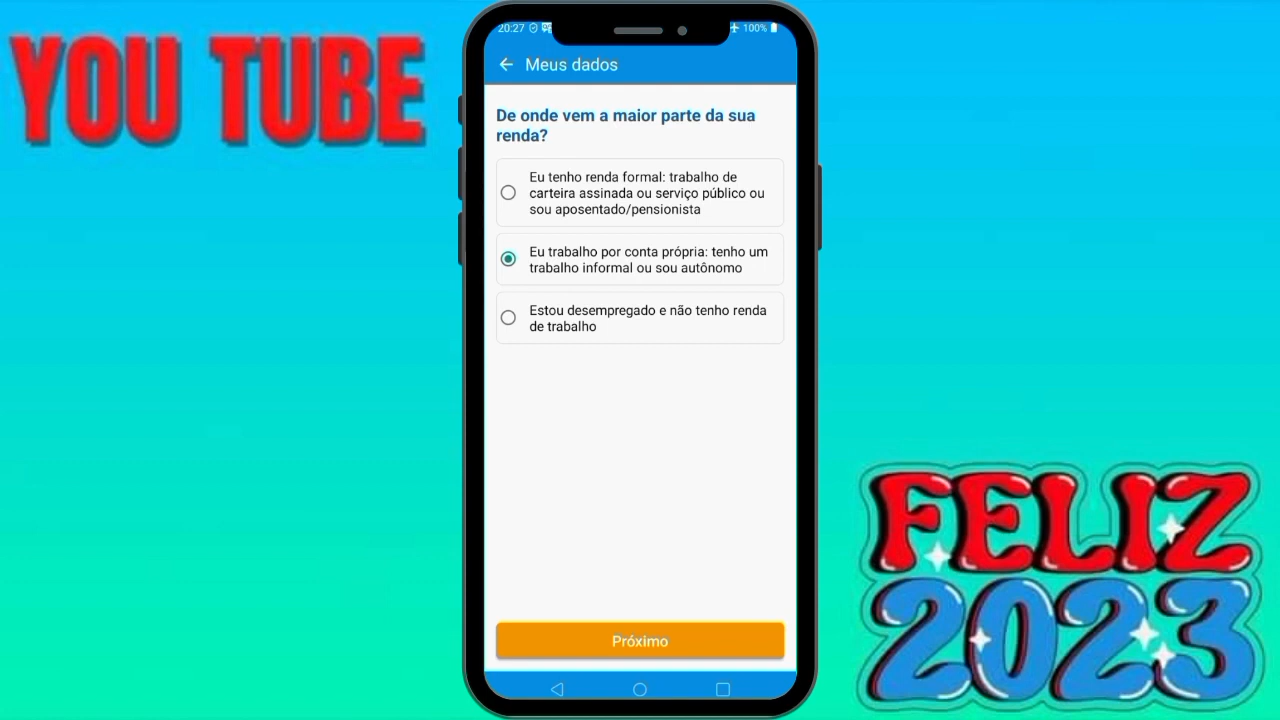 YOU TUBE
20:27
100%
Meus dados
De onde vem a maior parte da sua
renda?
Eu tenho renda formal: trabalho de
carteira assinada ou serviço público ou
sou aposentado/pensionista
Eu trabalho por conta própria: tenho um
trabalho informal ou sou autônomo
Estou desempregado e não tenho renda
de trabalho
Próximo
FELIZ
2023